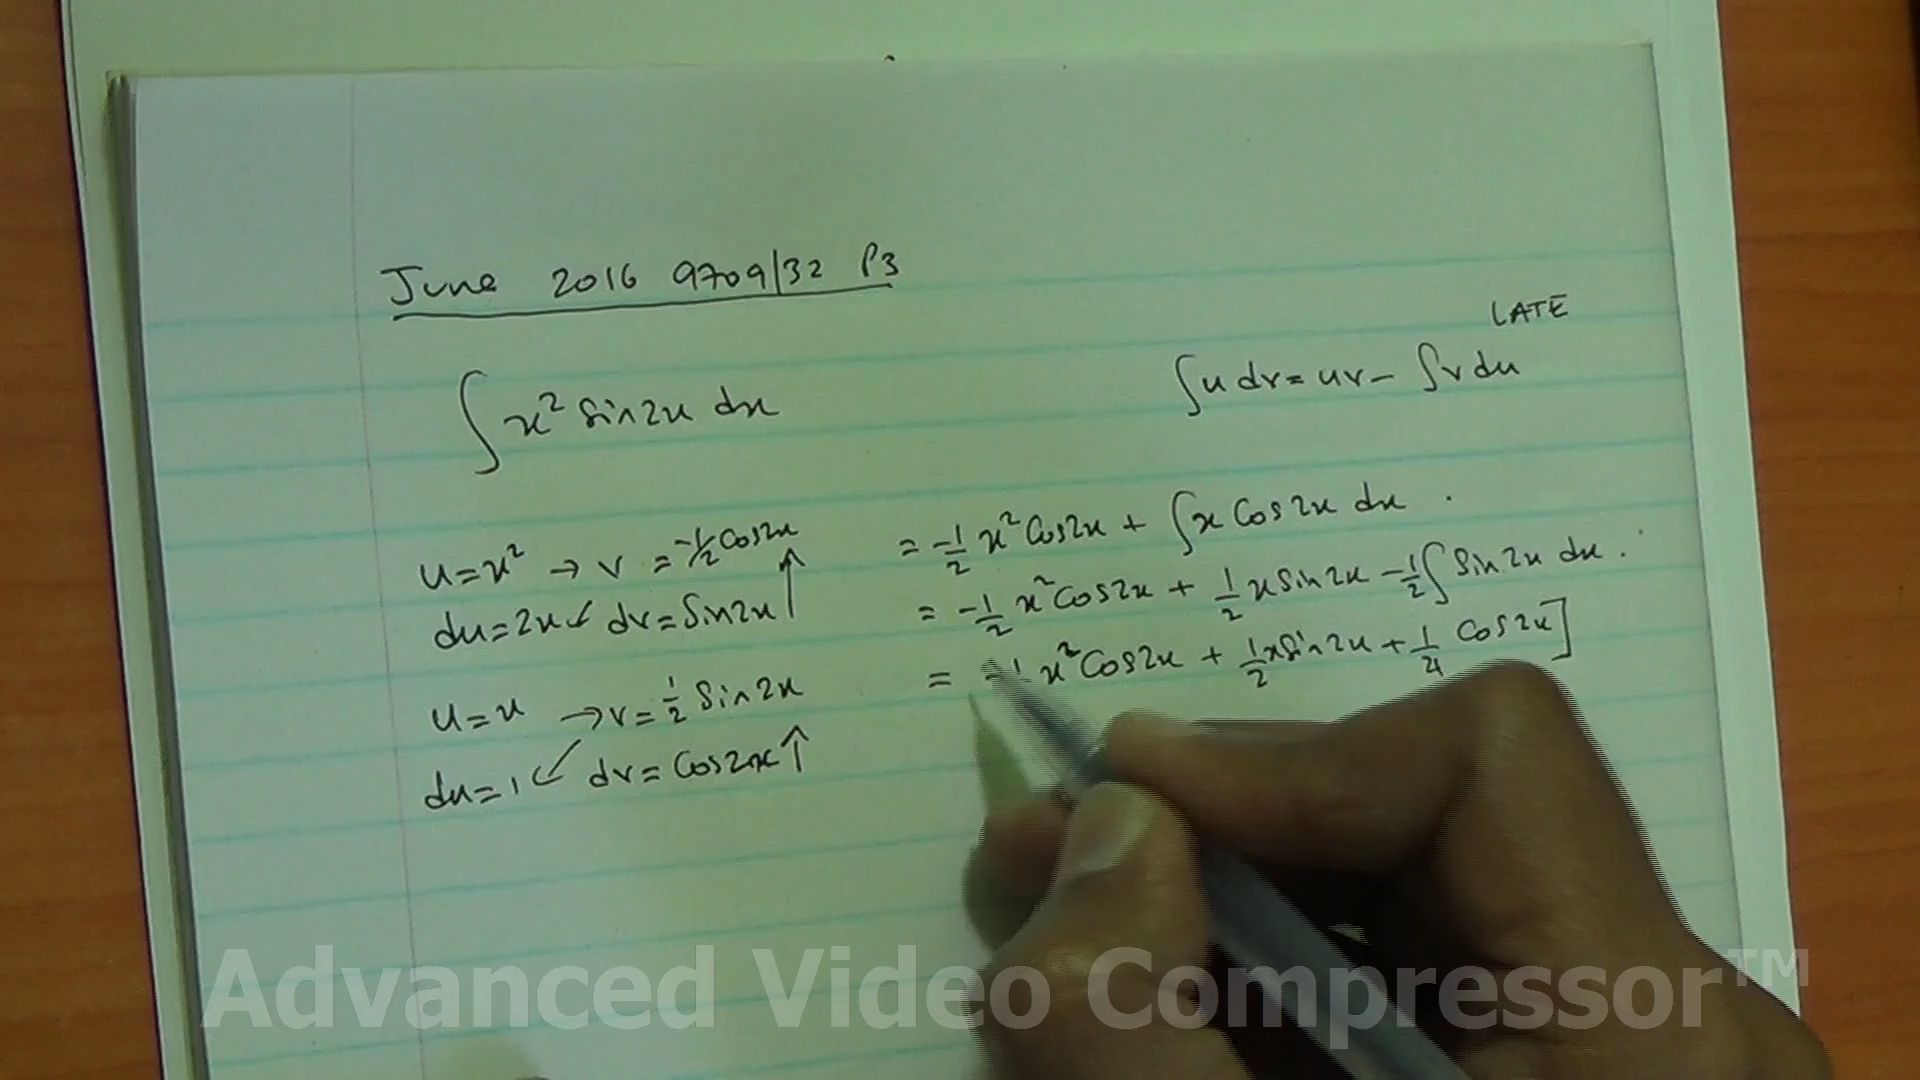 June 2016 9709/32 P3
LATE
∫x² Sin2x dx
∫u dv = uv - ∫v du
u = x² → v = -½ Cos2x
du = 2x ↙ dv = Sin2x ↑
= -½ x² Cos2x + ∫x Cos2x dx .
= -½ x² Cos2x + ½ x Sin2x - ½∫Sin2x dx .
= -½ x² Cos2x + ½ x Sin2x + ¼ Cos2x]
u = x → v = ½ Sin2x
du = 1 ↙ dv = Cos2x ↑
Advanced Video Compressor™